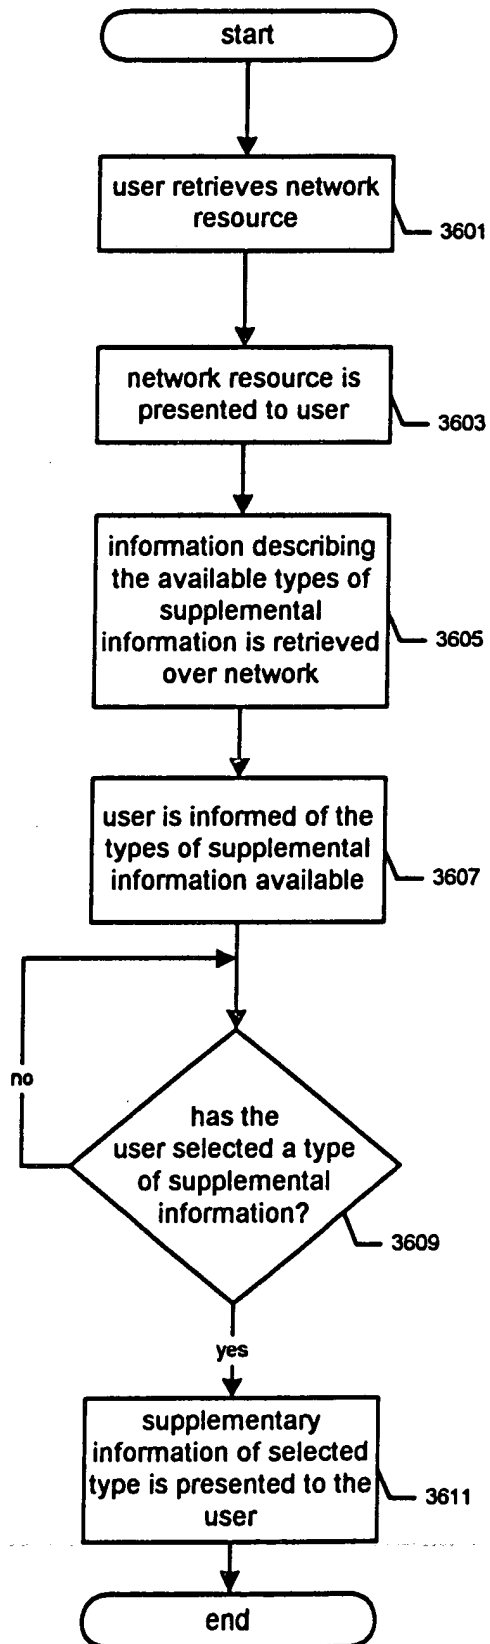 start
user retrieves network
resource
3601
network resource is
presented to user
3603
information describing
the available types of
supplemental
information is retrieved
over network
3605
user is informed of the
types of supplemental
information available
3607
no
has the
user selected a type
of supplemental
information?
3609
yes
supplementary
information of selected
type is presented to the
user
3611
end